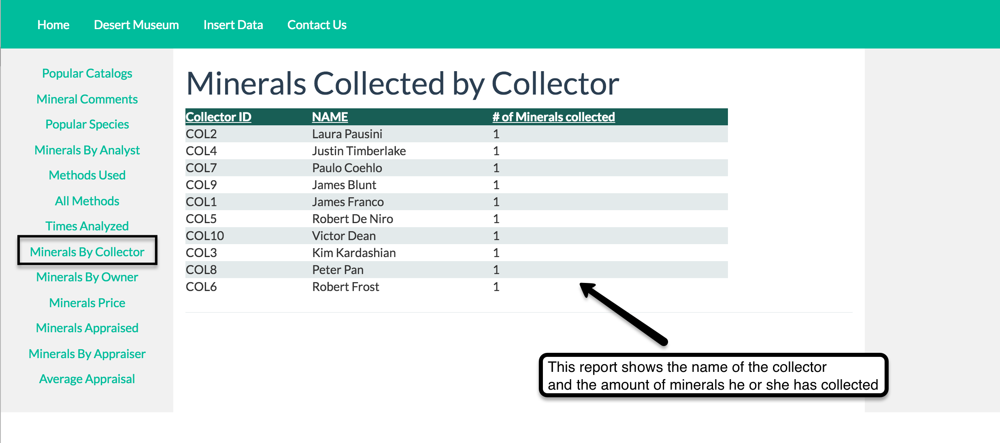 Home Desert Museum Insert Data Contact Us
Popular Catalogs
Mineral Comments
Popular Species
Minerals By Analyst
Methods Used
All Methods
Times Analyzed
Minerals By Collector
Minerals By Owner
Minerals Price
Minerals Appraised
Minerals By Appraiser
Average Appraisal
Minerals Collected by Collector
Collector ID NAME # of Minerals collected
COL2 Laura Pausini 1
COL4 Justin Timberlake 1
COL7 Paulo Coehlo 1
COL9 James Blunt 1
COL1 James Franco 1
COL5 Robert De Niro 1
COL10 Victor Dean 1
COL3 Kim Kardashian 1
COL8 Peter Pan 1
COL6 Robert Frost 1
This report shows the name of the collector
and the amount of minerals he or she has collected